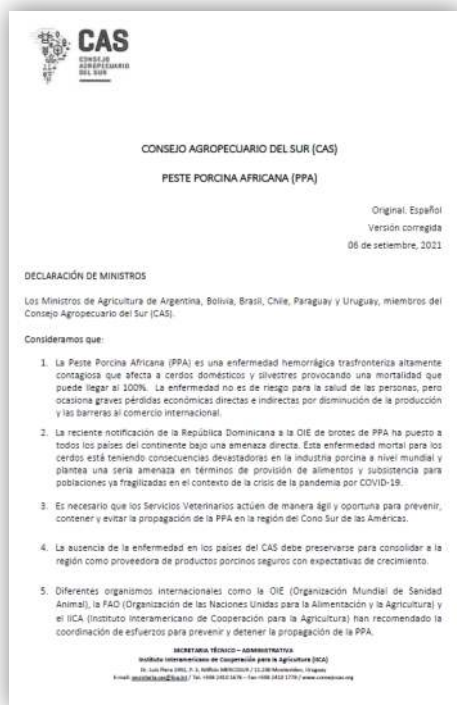 CAS
CONSEJO
AGROPECUARIO
DEL SUR
CONSEJO AGROPECUARIO DEL SUR (CAS)
PESTE PORCINA AFRICANA (PPA)
Original. Español
Versión corregida
06 de setiembre, 2021
DECLARACIÓN DE MINISTROS
Los Ministros de Agricultura de Argentina, Bolivia, Brasil, Chile, Paraguay y Uruguay, miembros del
Consejo Agropecuario del Sur (CAS).
Consideramos que:
1. La Peste Porcina Africana (PPA) es una enfermedad hemorrágica trasfronteriza altamente
contagiosa que afecta a cerdos domésticos y silvestres provocando una mortalidad que
puede llegar al 100%. La enfermedad no es de riesgo para la salud de las personas, pero
ocasiona graves pérdidas económicas directas e indirectas por disminución de la producción
y las barreras al comercio internacional.
2. La reciente notificación de la República Dominicana a la OIE de brotes de PPA ha puesto a
todos los países del continente bajo una amenaza directa. Esta enfermedad mortal para los
cerdos está teniendo consecuencias devastadoras en la industria porcina a nivel mundial y
plantea una seria amenaza en términos de provisión de alimentos y subsistencia para
poblaciones ya fragilizadas en el contexto de la crisis de la pandemia por COVID-19.
3. Es necesario que los Servicios Veterinarios actúen de manera ágil y oportuna para prevenir,
contener y evitar la propagación de la PPA en la región del Cono Sur de las Américas.
4. La ausencia de la enfermedad en los países del CAS debe preservarse para consolidar a la
región como proveedora de productos porcinos seguros con expectativas de crecimiento.
5. Diferentes organismos internacionales como la OIE (Organización Mundial de Sanidad
Animal), la FAO (Organización de las Naciones Unidas para la Alimentación y la Agricultura) y
el IICA (Instituto Interamericano de Cooperación para la Agricultura) han recomendado la
coordinación de esfuerzos para prevenir y detener la propagación de la PPA.
SECRETARIA TÉCNICO – ADMINISTRATIVA
Instituto Interamericano de Cooperación para la Agricultura (IICA)
Dr. Luis Piera 1992, P. 3, Edificio MERCOSUR / 11.200 Montevideo, Uruguay